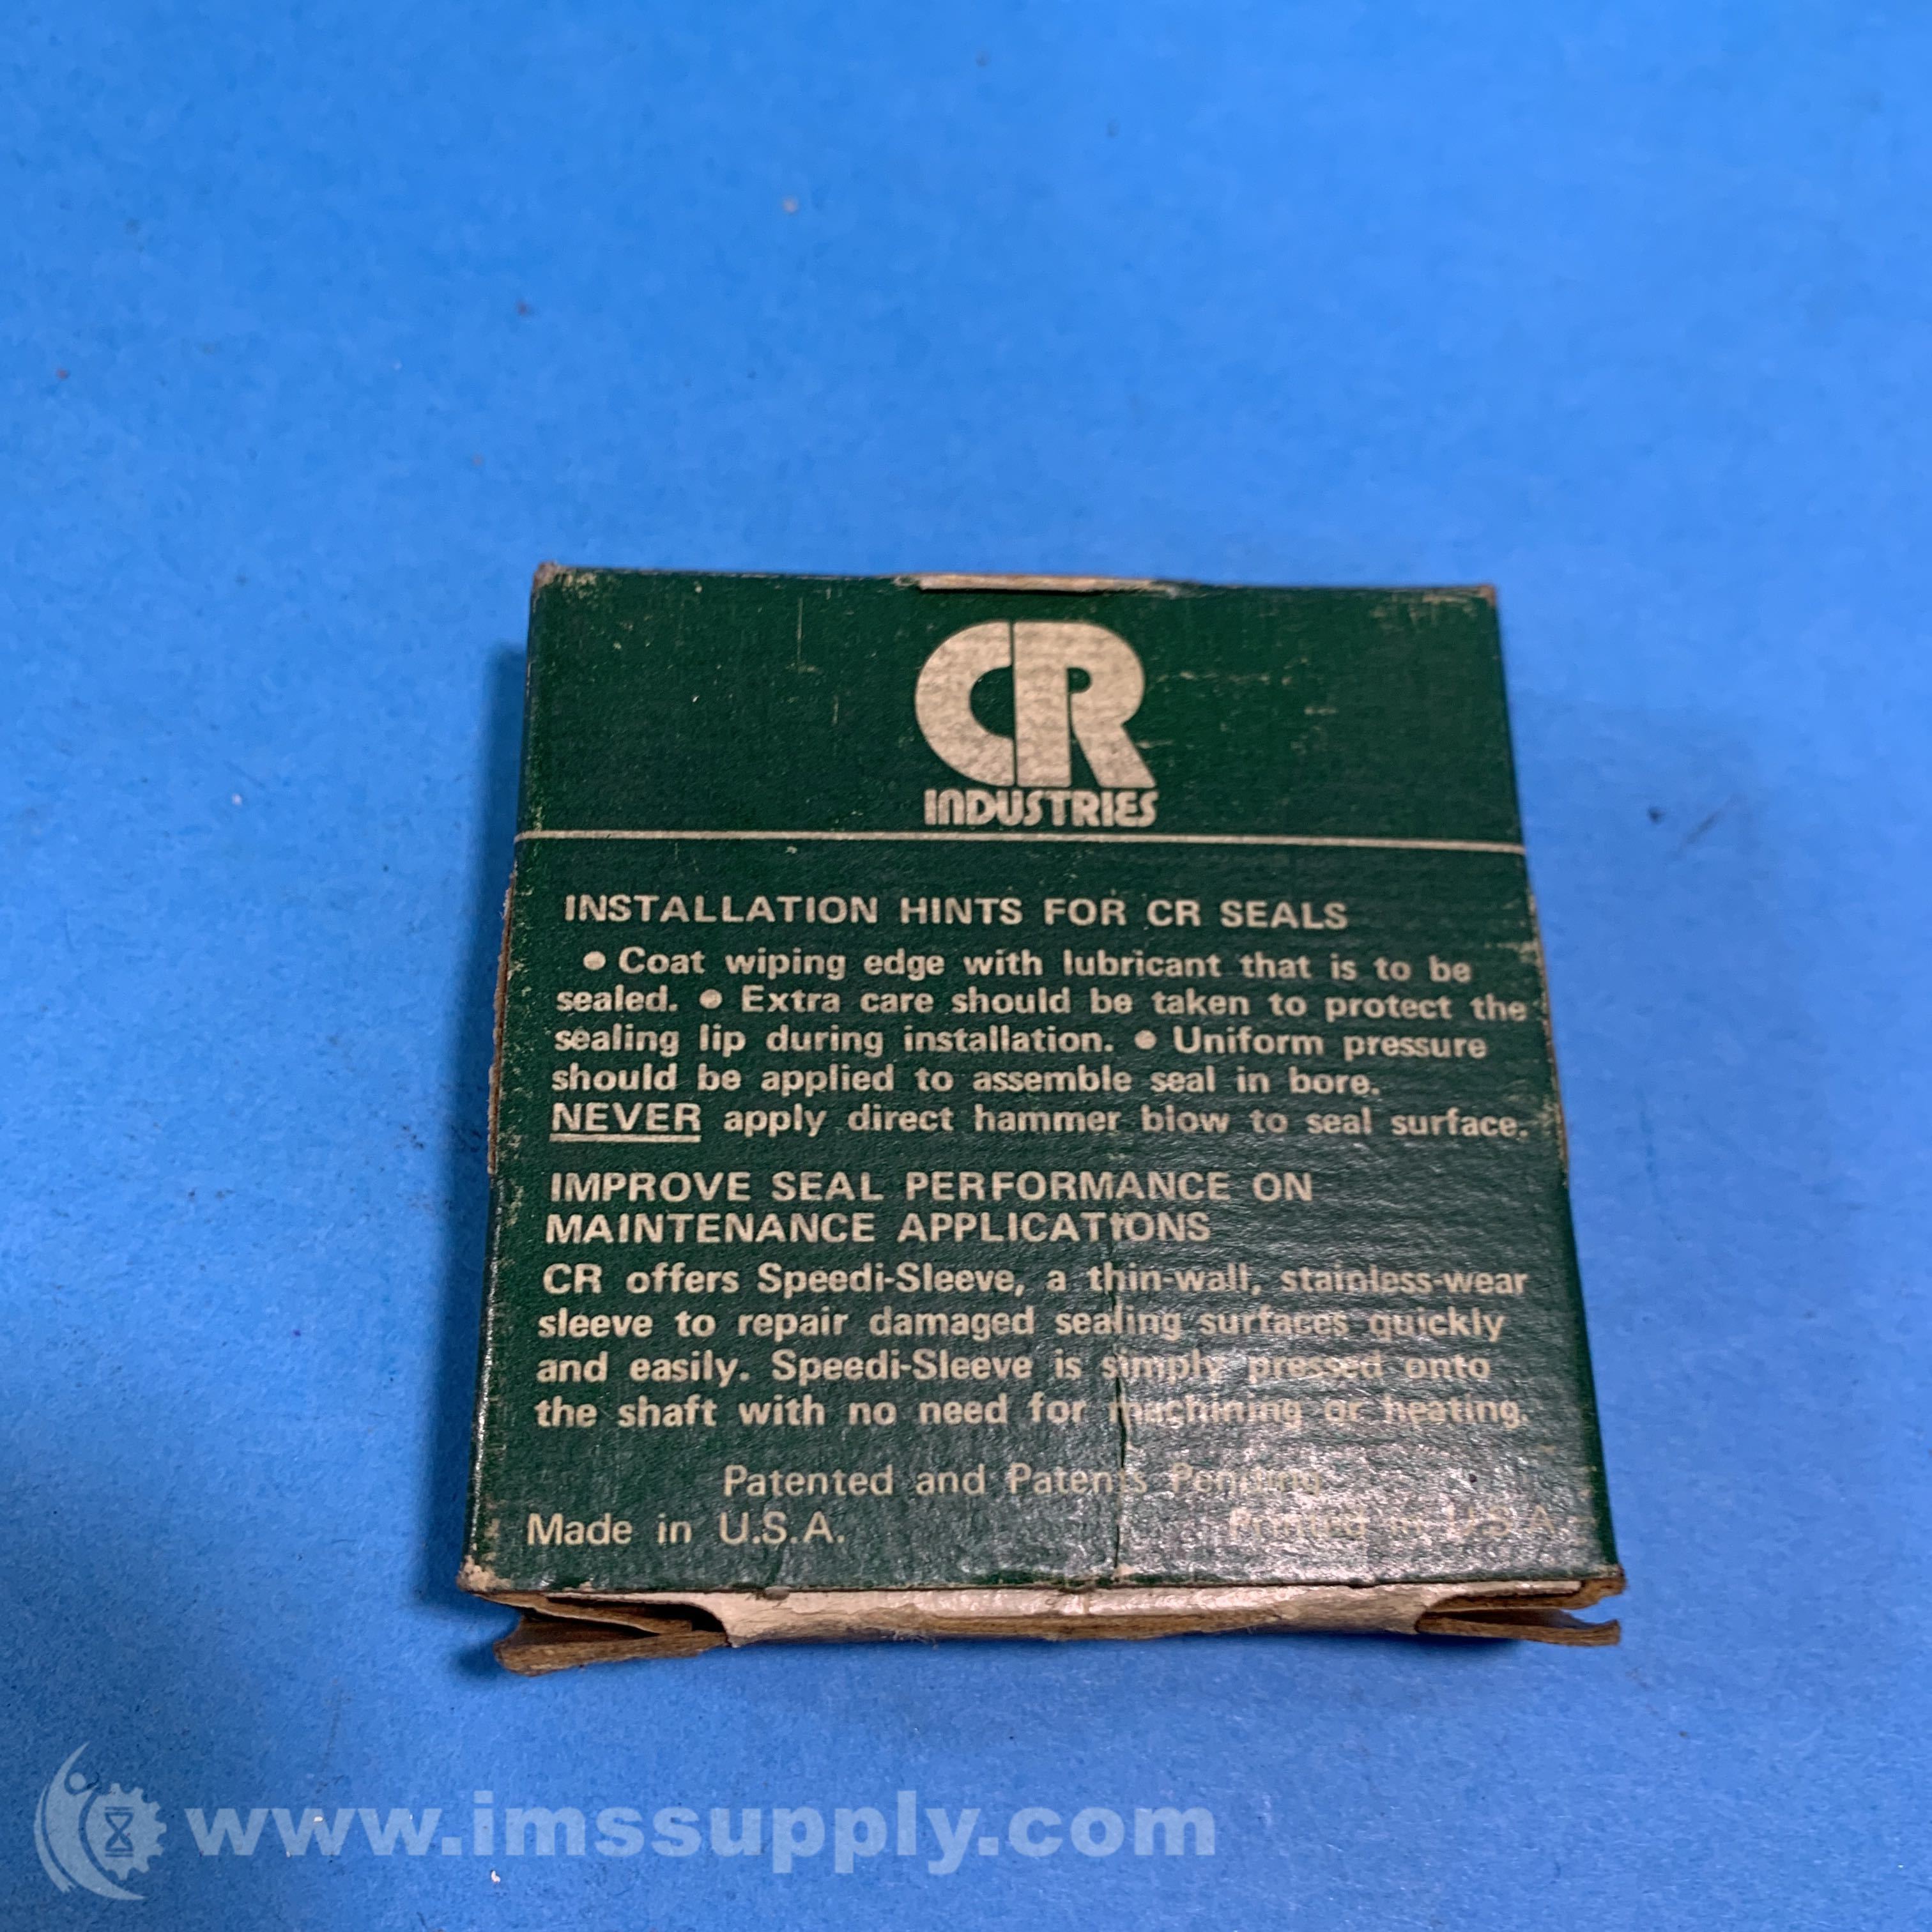 CR
INDUSTRIES
INSTALLATION HINTS FOR CR SEALS
• Coat wiping edge with lubricant that is to be
sealed. • Extra care should be taken to protect the
sealing lip during installation. • Uniform pressure
should be applied to assemble seal in bore.
NEVER apply direct hammer blow to seal surface.
IMPROVE SEAL PERFORMANCE ON
MAINTENANCE APPLICATIONS
CR offers Speedi-Sleeve, a thin-wall, stainless-wear
sleeve to repair damaged sealing surfaces quickly
and easily. Speedi-Sleeve is simply pressed onto
the shaft with no need for machining or heating.
Patented and Patents Pending
Made in U.S.A. Printed in U.S.A.
www.imssupply.com